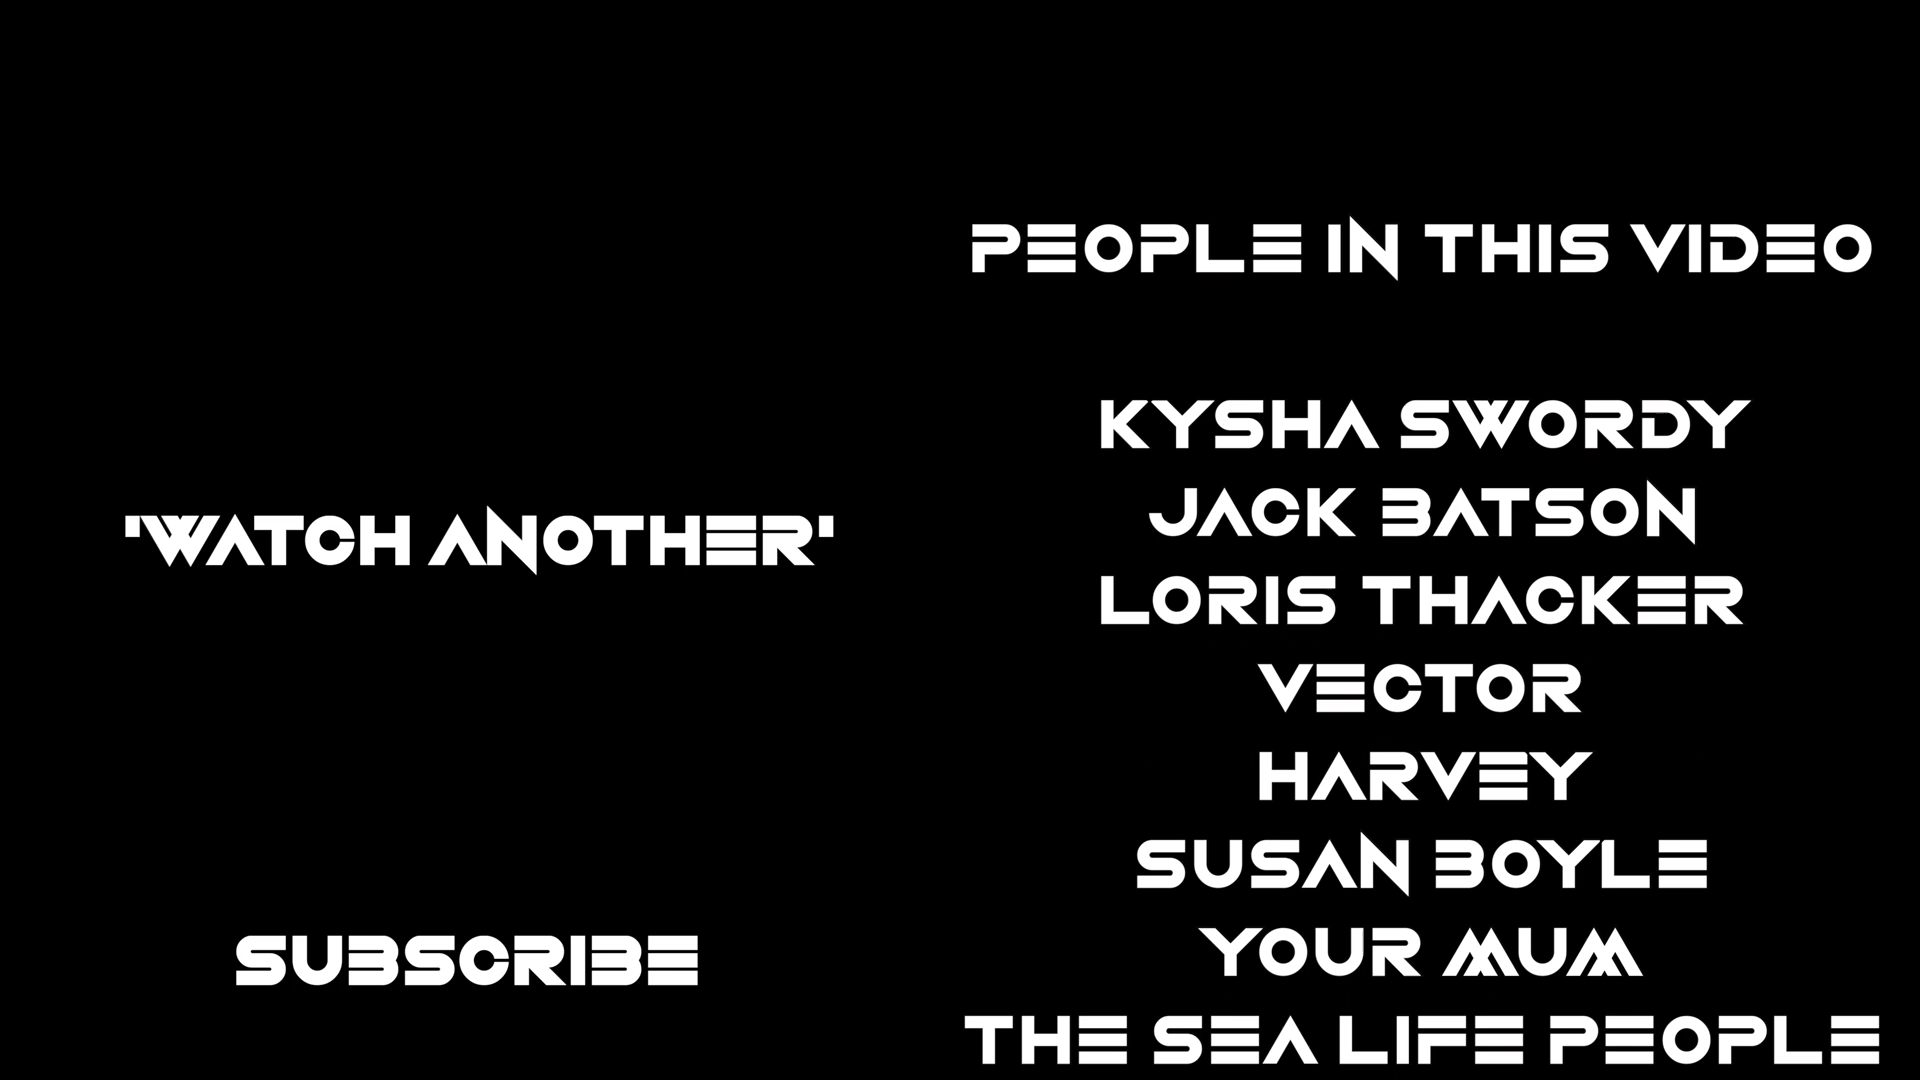 'WATCH ANOTHER'
SUBSCRIBE
PEOPLE IN THIS VIDEO
KYSHA SWORDY
JACK BATSON
LORIS THACKER
VECTOR
HARVEY
SUSAN BOYLE
YOUR MUM
THE SEA LIFE PEOPLE